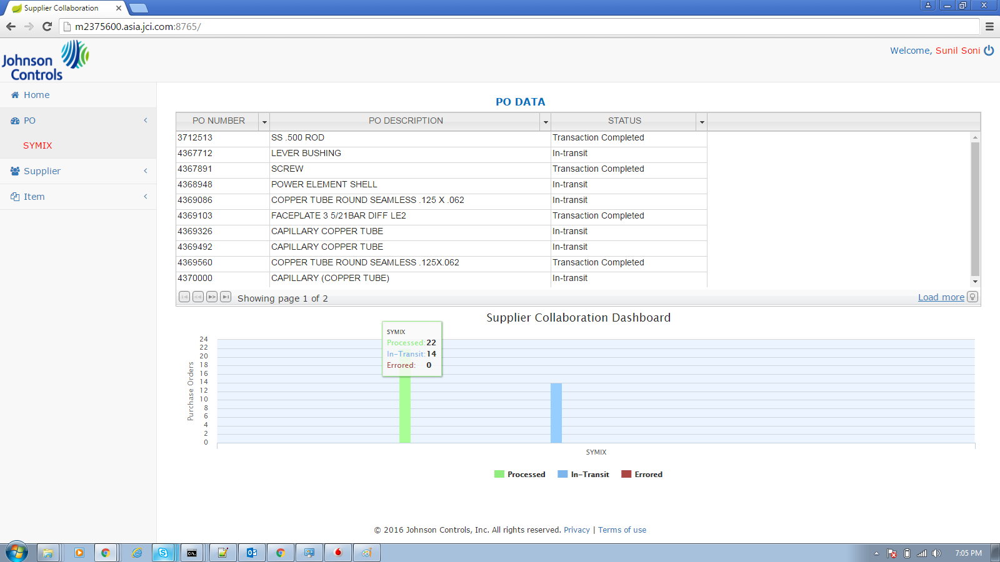 Supplier Collaboration
m2375600.asia.jci.com:8765/
Johnson
Controls
Welcome, Sunil Soni
Home
PO
SYMIX
Supplier
Item
PO DATA
PO NUMBER PO DESCRIPTION STATUS
3712513 SS .500 ROD Transaction Completed
4367712 LEVER BUSHING In-transit
4367891 SCREW Transaction Completed
4368948 POWER ELEMENT SHELL In-transit
4369086 COPPER TUBE ROUND SEAMLESS .125 X .062 In-transit
4369103 FACEPLATE 3 5/21BAR DIFF LE2 Transaction Completed
4369326 CAPILLARY COPPER TUBE In-transit
4369492 CAPILLARY COPPER TUBE In-transit
4369560 COPPER TUBE ROUND SEAMLESS .125X.062 Transaction Completed
4370000 CAPILLARY (COPPER TUBE) In-transit
Showing page 1 of 2 Load more
Supplier Collaboration Dashboard
SYMIX
Processed: 22
In-Transit: 14
Errored: 0
Purchase Orders
24
22
20
18
16
14
12
10
8
6
4
2
0
SYMIX
Processed In-Transit Errored
© 2016 Johnson Controls, Inc. All rights reserved. Privacy | Terms of use
7:05 PM